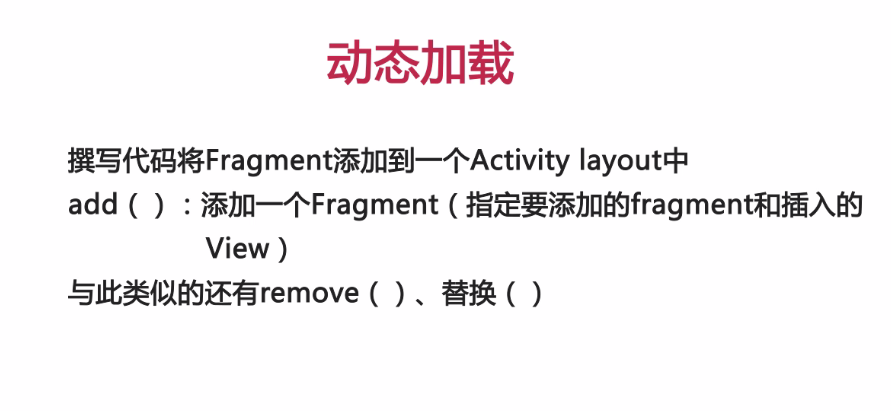 动态加载
撰写代码将Fragment添加到一个Activity layout中
add（ ）：添加一个Fragment（指定要添加的fragment和插入的
View）
与此类似的还有remove（ ）、替换（ ）